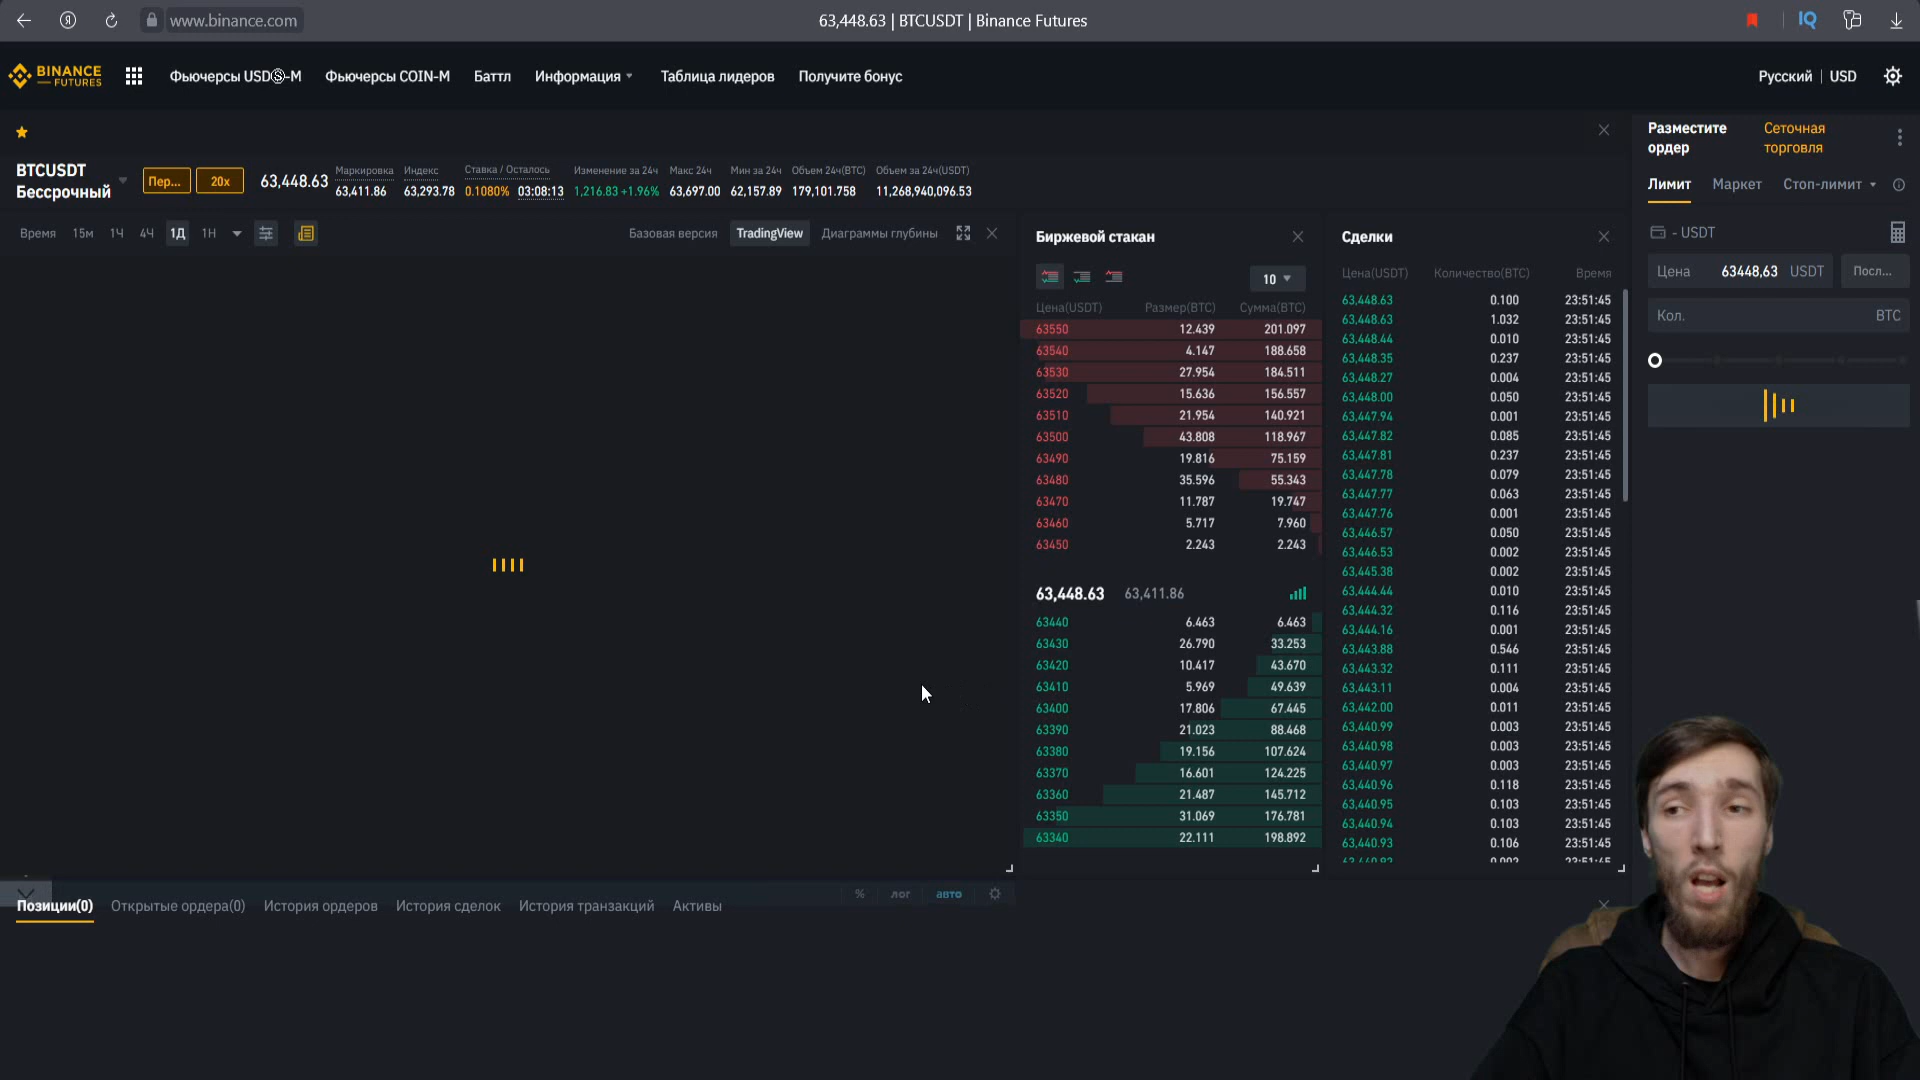 www.binance.com
63,448.63 | BTCUSDT | Binance Futures
IQ
BINANCE
FUTURES
Фьючерсы USDⓈ-M
Фьючерсы COIN-M
Баттл
Информация
Таблица лидеров
Получите бонус
Русский | USD
BTCUSDT
Бессрочный
Пер...
20x
63,448.63
Маркировка
63,411.86
Индекс
63,293.78
Ставка / Осталось
0.1080% 03:08:13
Изменение за 24ч
1,216.83 +1.96%
Макс 24ч
63,697.00
Мин за 24ч
62,157.89
Объем 24ч(BTC)
179,101.758
Объем за 24ч(USDT)
11,268,940,096.53
Время 15м 1Ч 4Ч 1Д 1Н
Базовая версия TradingView Диаграммы глубины
Биржевой стакан
10
Цена(USDT) Размер(BTC) Сумма(BTC)
63550 12.439 201.097
63540 4.147 188.658
63530 27.954 184.511
63520 15.636 156.557
63510 21.954 140.921
63500 43.808 118.967
63490 19.816 75.159
63480 35.596 55.343
63470 11.787 19.747
63460 5.717 7.960
63450 2.243 2.243
63,448.63 63,411.86
63440 6.463 6.463
63430 26.790 33.253
63420 10.417 43.670
63410 5.969 49.639
63400 17.806 67.445
63390 21.023 88.468
63380 19.156 107.624
63370 16.601 124.225
63360 21.487 145.712
63350 31.069 176.781
63340 22.111 198.892
Сделки
Цена(USDT) Количество(BTC) Время
63,448.63 0.100 23:51:45
63,448.63 1.032 23:51:45
63,448.44 0.010 23:51:45
63,448.35 0.237 23:51:45
63,448.27 0.004 23:51:45
63,448.00 0.050 23:51:45
63,447.94 0.001 23:51:45
63,447.82 0.085 23:51:45
63,447.81 0.237 23:51:45
63,447.78 0.079 23:51:45
63,447.77 0.063 23:51:45
63,447.76 0.001 23:51:45
63,446.57 0.050 23:51:45
63,446.53 0.002 23:51:45
63,445.38 0.002 23:51:45
63,444.44 0.010 23:51:45
63,444.32 0.116 23:51:45
63,444.16 0.001 23:51:45
63,443.88 0.546 23:51:45
63,443.32 0.111 23:51:45
63,443.11 0.004 23:51:45
63,442.00 0.011 23:51:45
63,440.99 0.003 23:51:45
63,440.98 0.003 23:51:45
63,440.97 0.003 23:51:45
63,440.96 0.118 23:51:45
63,440.95 0.103 23:51:45
63,440.94 0.103 23:51:45
63,440.93 0.106 23:51:45
Разместите
ордер
Сеточная
торговля
Лимит Маркет Стоп-лимит
- USDT
Цена 63448,63 USDT Посл...
Кол. BTC
% лог авто
Позиции(0) Открытые ордера(0) История ордеров История сделок История транзакций Активы